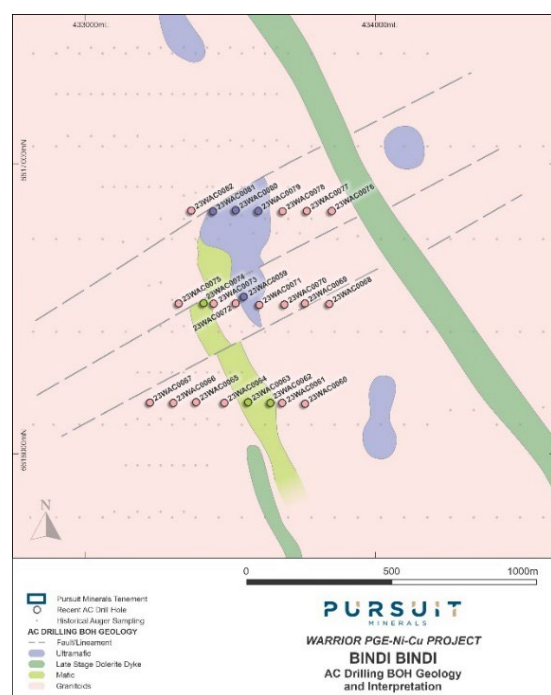 433000mE
434000mE
6617000mN
23WAC0082
23WAC0081
23WAC0080
23WAC0079
23WAC0078
23WAC0077
23WAC0076
23WAC0075
23WAC0074
23WAC0073
23WAC0059
23WAC0072
23WAC0071
23WAC0070
23WAC0069
23WAC0068
23WAC0067
23WAC0066
23WAC0065
23WAC0064
23WAC0063
23WAC0062
23WAC0061
23WAC0060
N
0 500 1000m
Pursuit Minerals Tenement
Recent AC Drill Hole
Historical Auger Sampling
AC DRILLING BOH GEOLOGY
Fault/Lineament
Ultramafic
Late Stage Dolerite Dyke
Mafic
Granitoids
PURSUIT
MINERALS
WARRIOR PGE-Ni-Cu PROJECT
BINDI BINDI
AC Drilling BOH Geology
and Interpretation